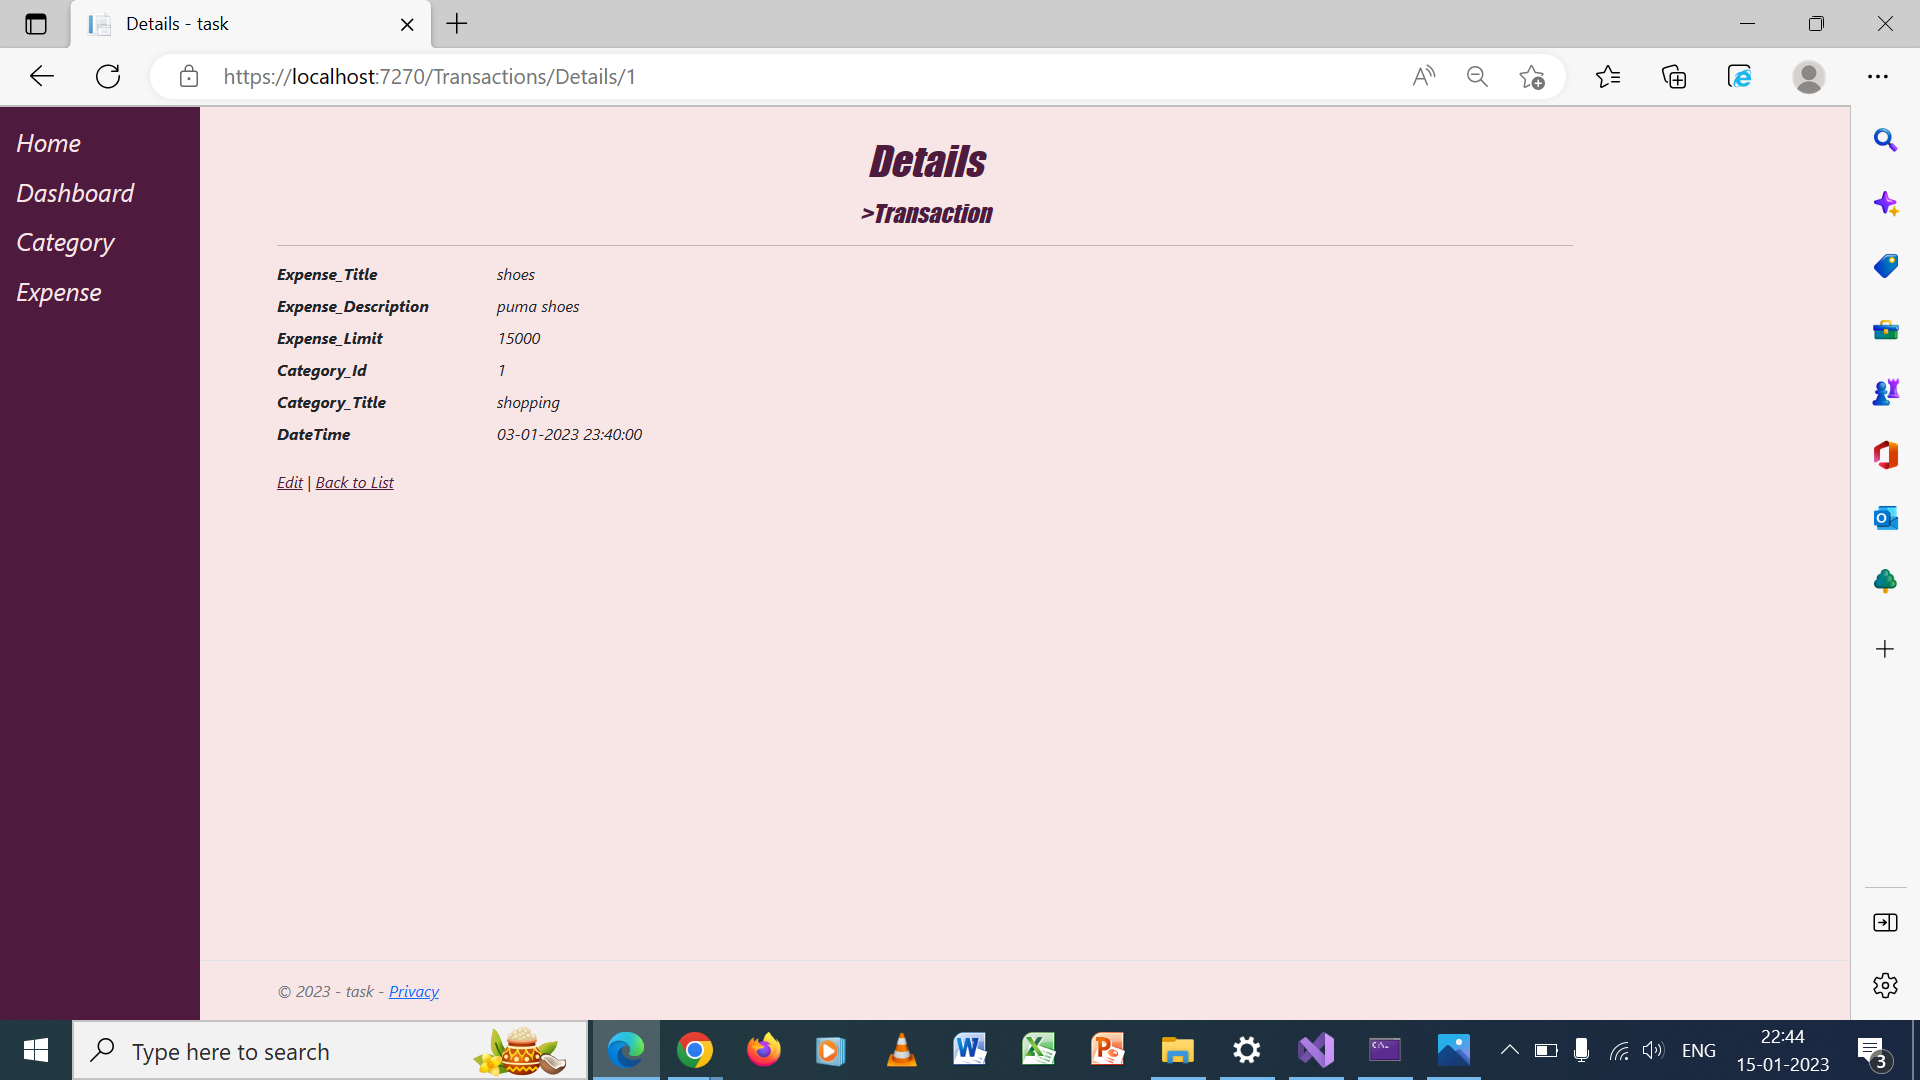 Details - task
https://localhost:7270/Transactions/Details/1
Home
Dashboard
Category
Expense
Details
>Transaction
Expense_Title shoes
Expense_Description puma shoes
Expense_Limit 15000
Category_Id 1
Category_Title shopping
DateTime 03-01-2023 23:40:00
Edit | Back to List
© 2023 - task - Privacy
Type here to search
ENG
22:44
15-01-2023
3